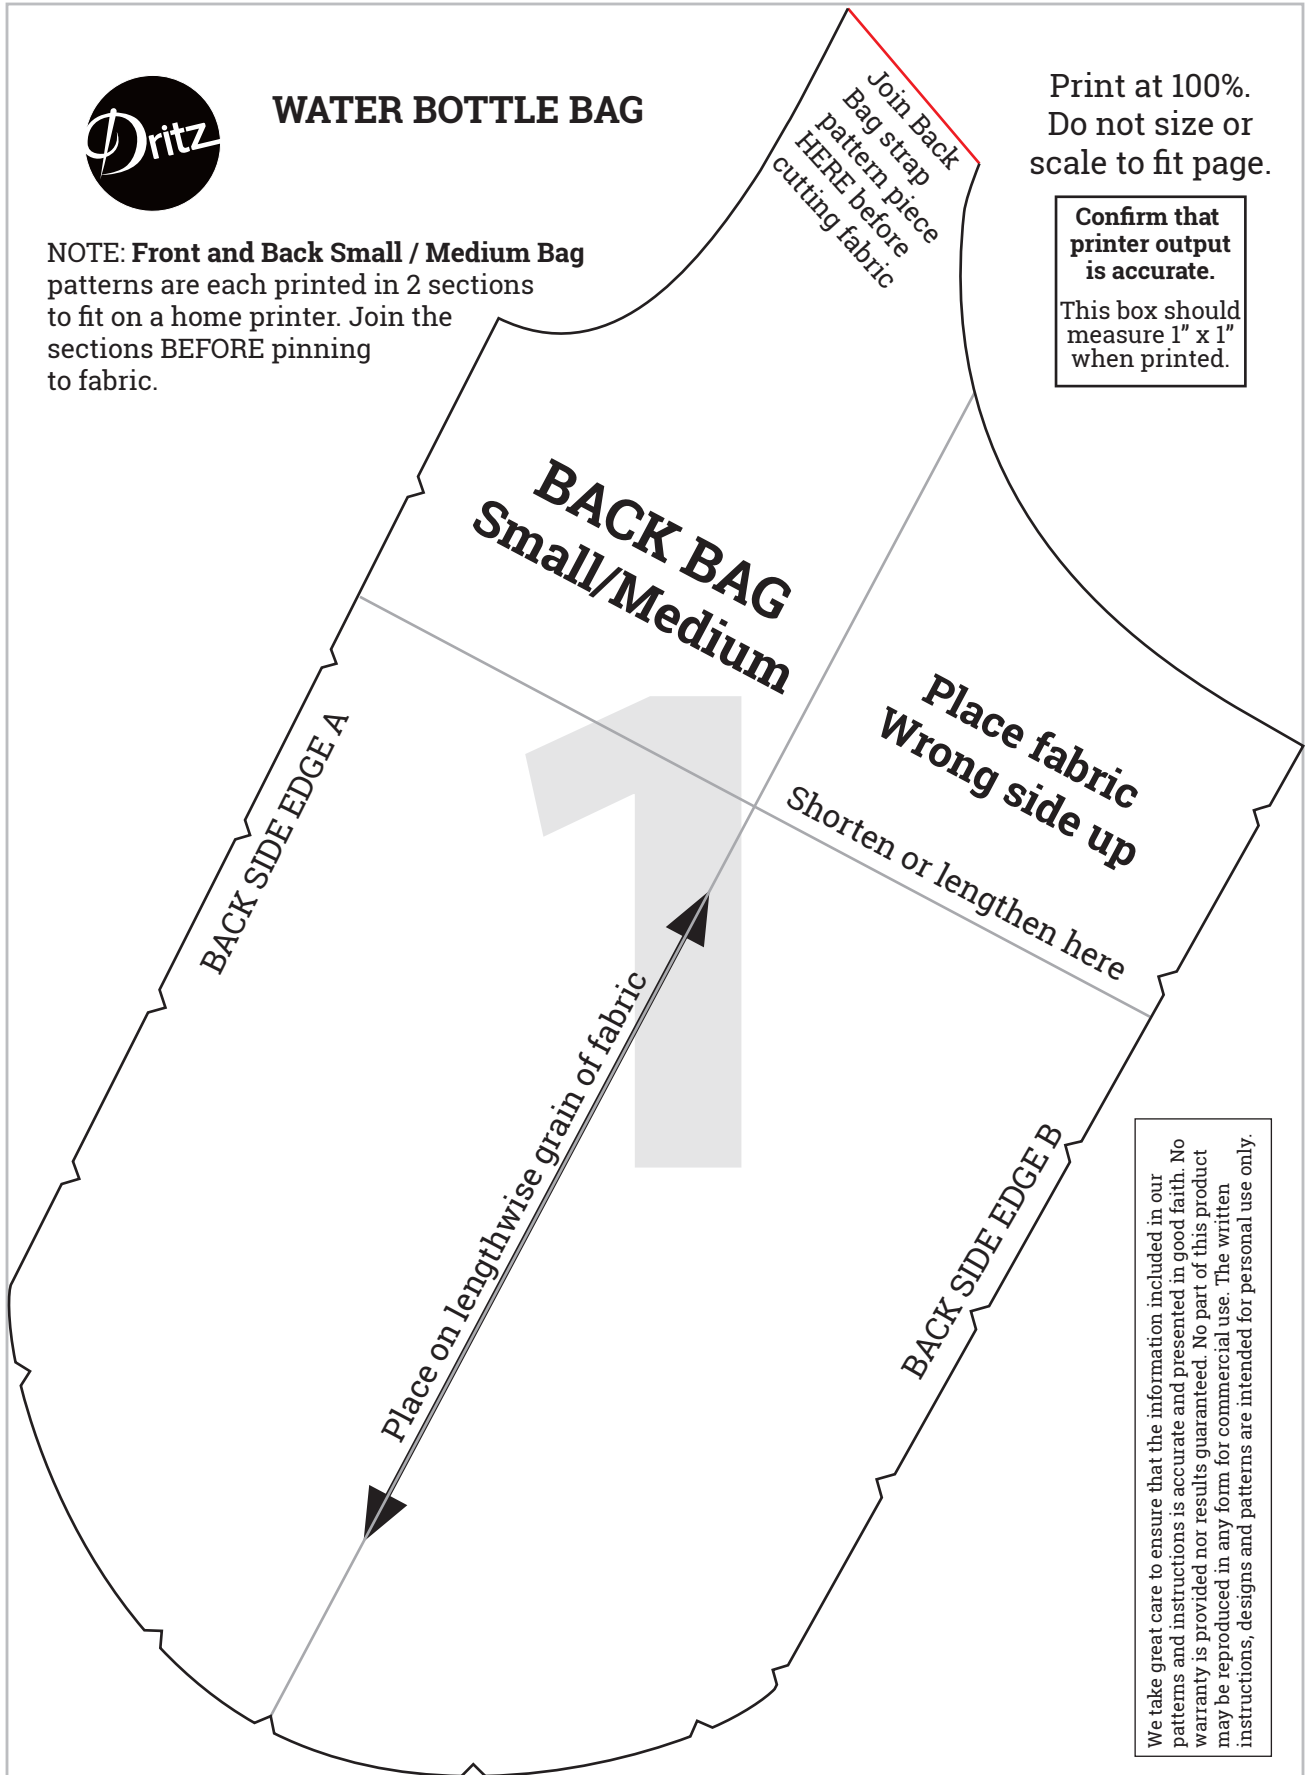 Dritz
WATER BOTTLE BAG
NOTE: Front and Back Small / Medium Bag
patterns are each printed in 2 sections
to fit on a home printer. Join the
sections BEFORE pinning
to fabric.
Join Back
Bag strap
pattern piece
HERE before
cutting fabric
Print at 100%.
Do not size or
scale to fit page.
Confirm that
printer output
is accurate.
This box should
measure 1” x 1”
when printed.
BACK BAG
Small/Medium
Place fabric
Wrong side up
Shorten or lengthen here
1
BACK SIDE EDGE A
Place on lengthwise grain of fabric
BACK SIDE EDGE B
We take great care to ensure that the information included in our
patterns and instructions is accurate and presented in good faith. No
warranty is provided nor results guaranteed. No part of this product
may be reproduced in any form for commercial use. The written
instructions, designs and patterns are intended for personal use only.